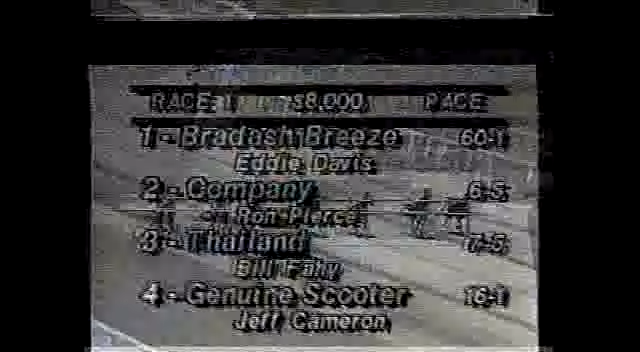 RACE: 1 $8,000 PACE
1 - Bradash Breeze 60-1
Eddie Davis
2 - Company 6-5
Ron Pierce
3 - Thailand 7-5
Bill Fahy
4 - Genuine Scooter 16-1
Jeff Cameron